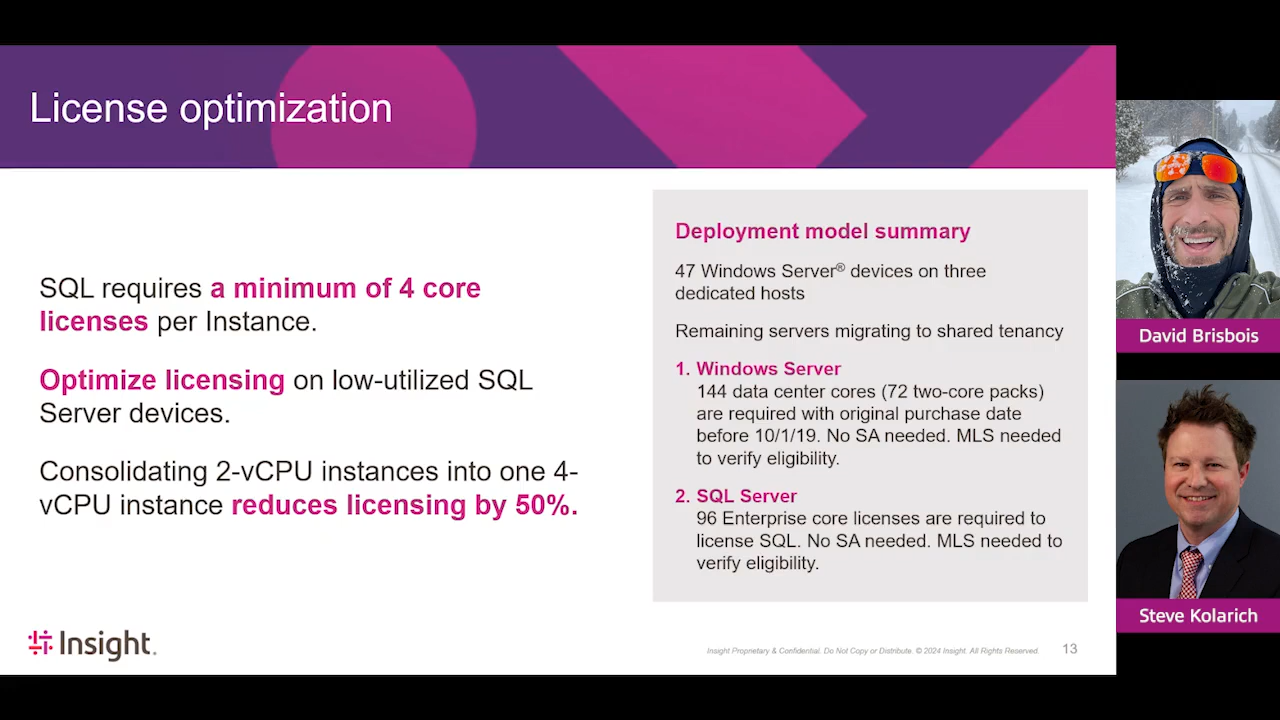 License optimization
SQL requires a minimum of 4 core
licenses per Instance.
Optimize licensing on low-utilized SQL
Server devices.
Consolidating 2-vCPU instances into one 4-
vCPU instance reduces licensing by 50%.
Deployment model summary
47 Windows Server® devices on three
dedicated hosts
Remaining servers migrating to shared tenancy
1. Windows Server
144 data center cores (72 two-core packs)
are required with original purchase date
before 10/1/19. No SA needed. MLS needed
to verify eligibility.
2. SQL Server
96 Enterprise core licenses are required to
license SQL. No SA needed. MLS needed to
verify eligibility.
Insight.
Insight Proprietary & Confidential. Do Not Copy or Distribute. © 2024 Insight. All Rights Reserved
13
David Brisbois
Steve Kolarich